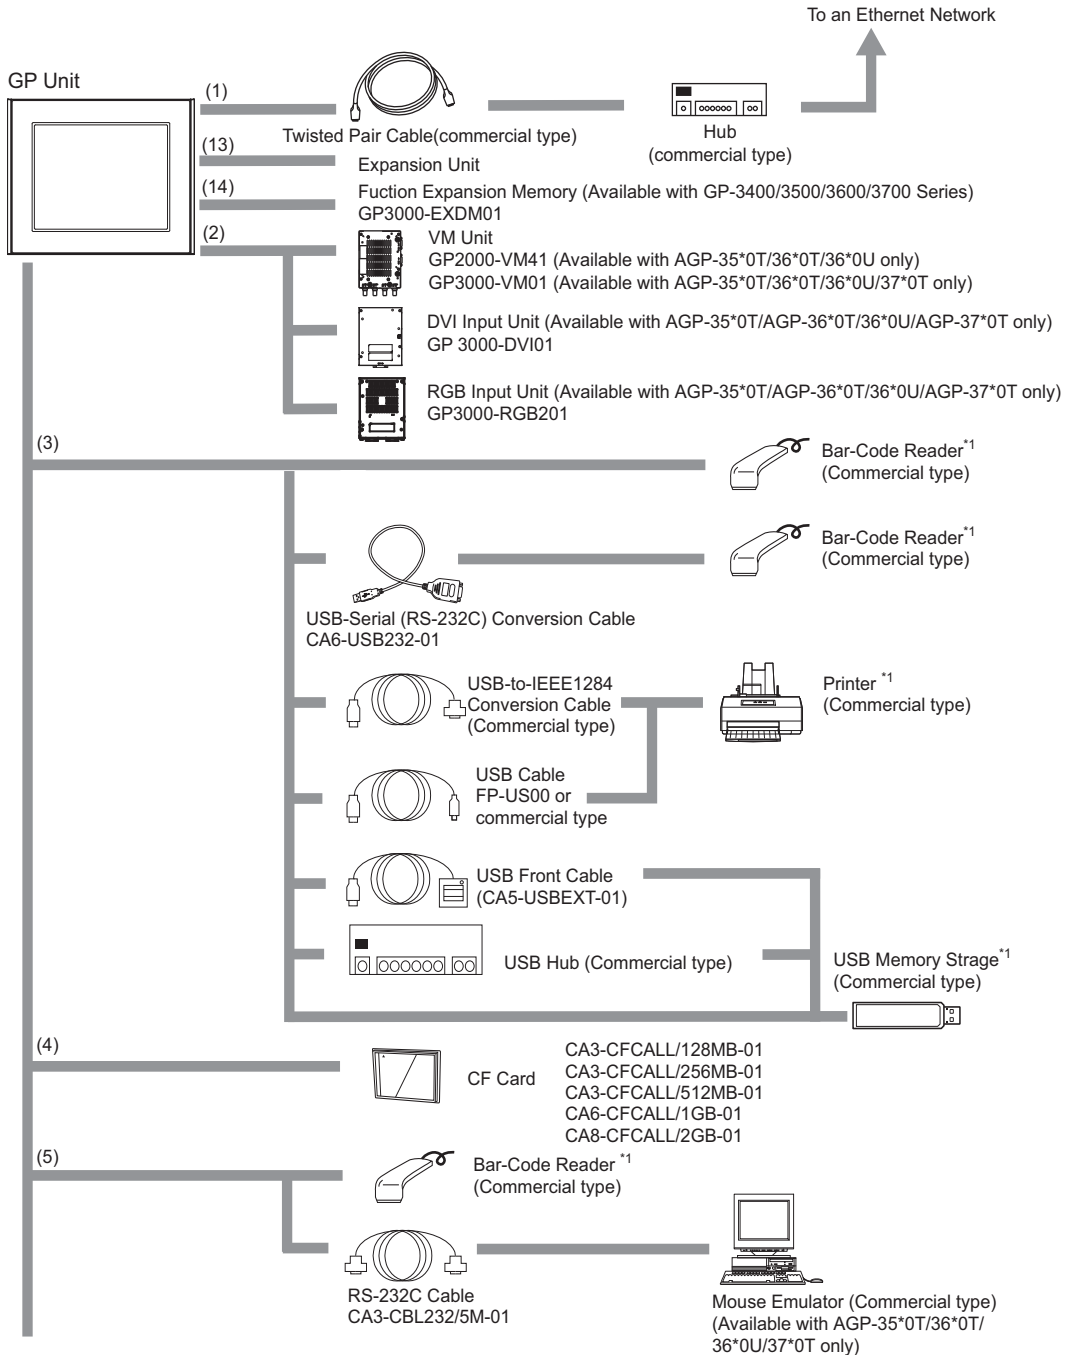 To an Ethernet Network
GP Unit
(1)
Twisted Pair Cable(commercial type)
Hub
(commercial type)
(13)
Expansion Unit
(14)
Fuction Expansion Memory (Available with GP-3400/3500/3600/3700 Series)
GP3000-EXDM01
(2)
VM Unit
GP2000-VM41 (Available with AGP-35*0T/36*0T/36*0U only)
GP3000-VM01 (Available with AGP-35*0T/36*0T/36*0U/37*0T only)
DVI Input Unit (Available with AGP-35*0T/AGP-36*0T/36*0U/AGP-37*0T only)
GP 3000-DVI01
RGB Input Unit (Available with AGP-35*0T/AGP-36*0T/36*0U/AGP-37*0T only)
GP3000-RGB201
(3)
Bar-Code Reader*1
(Commercial type)
Bar-Code Reader*1
(Commercial type)
USB-Serial (RS-232C) Conversion Cable
CA6-USB232-01
USB-to-IEEE1284
Conversion Cable
(Commercial type)
Printer *1
(Commercial type)
USB Cable
FP-US00 or
commercial type
USB Front Cable
(CA5-USBEXT-01)
USB Hub (Commercial type)
USB Memory Strage*1
(Commercial type)
(4)
CF Card
CA3-CFCALL/128MB-01
CA3-CFCALL/256MB-01
CA3-CFCALL/512MB-01
CA6-CFCALL/1GB-01
CA8-CFCALL/2GB-01
(5)
Bar-Code Reader *1
(Commercial type)
RS-232C Cable
CA3-CBL232/5M-01
Mouse Emulator (Commercial type)
(Available with AGP-35*0T/36*0T/
36*0U/37*0T only)